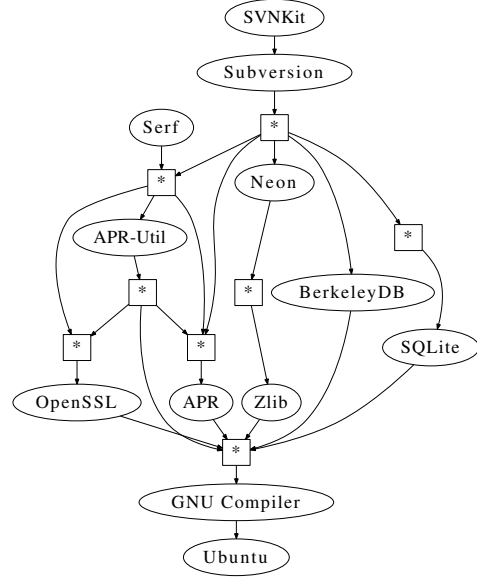 SVNKit
Subversion
*
Serf
*
Neon
*
APR-Util
*
*
BerkeleyDB
*
*
SQLite
OpenSSL
APR
Zlib
*
GNU Compiler
Ubuntu